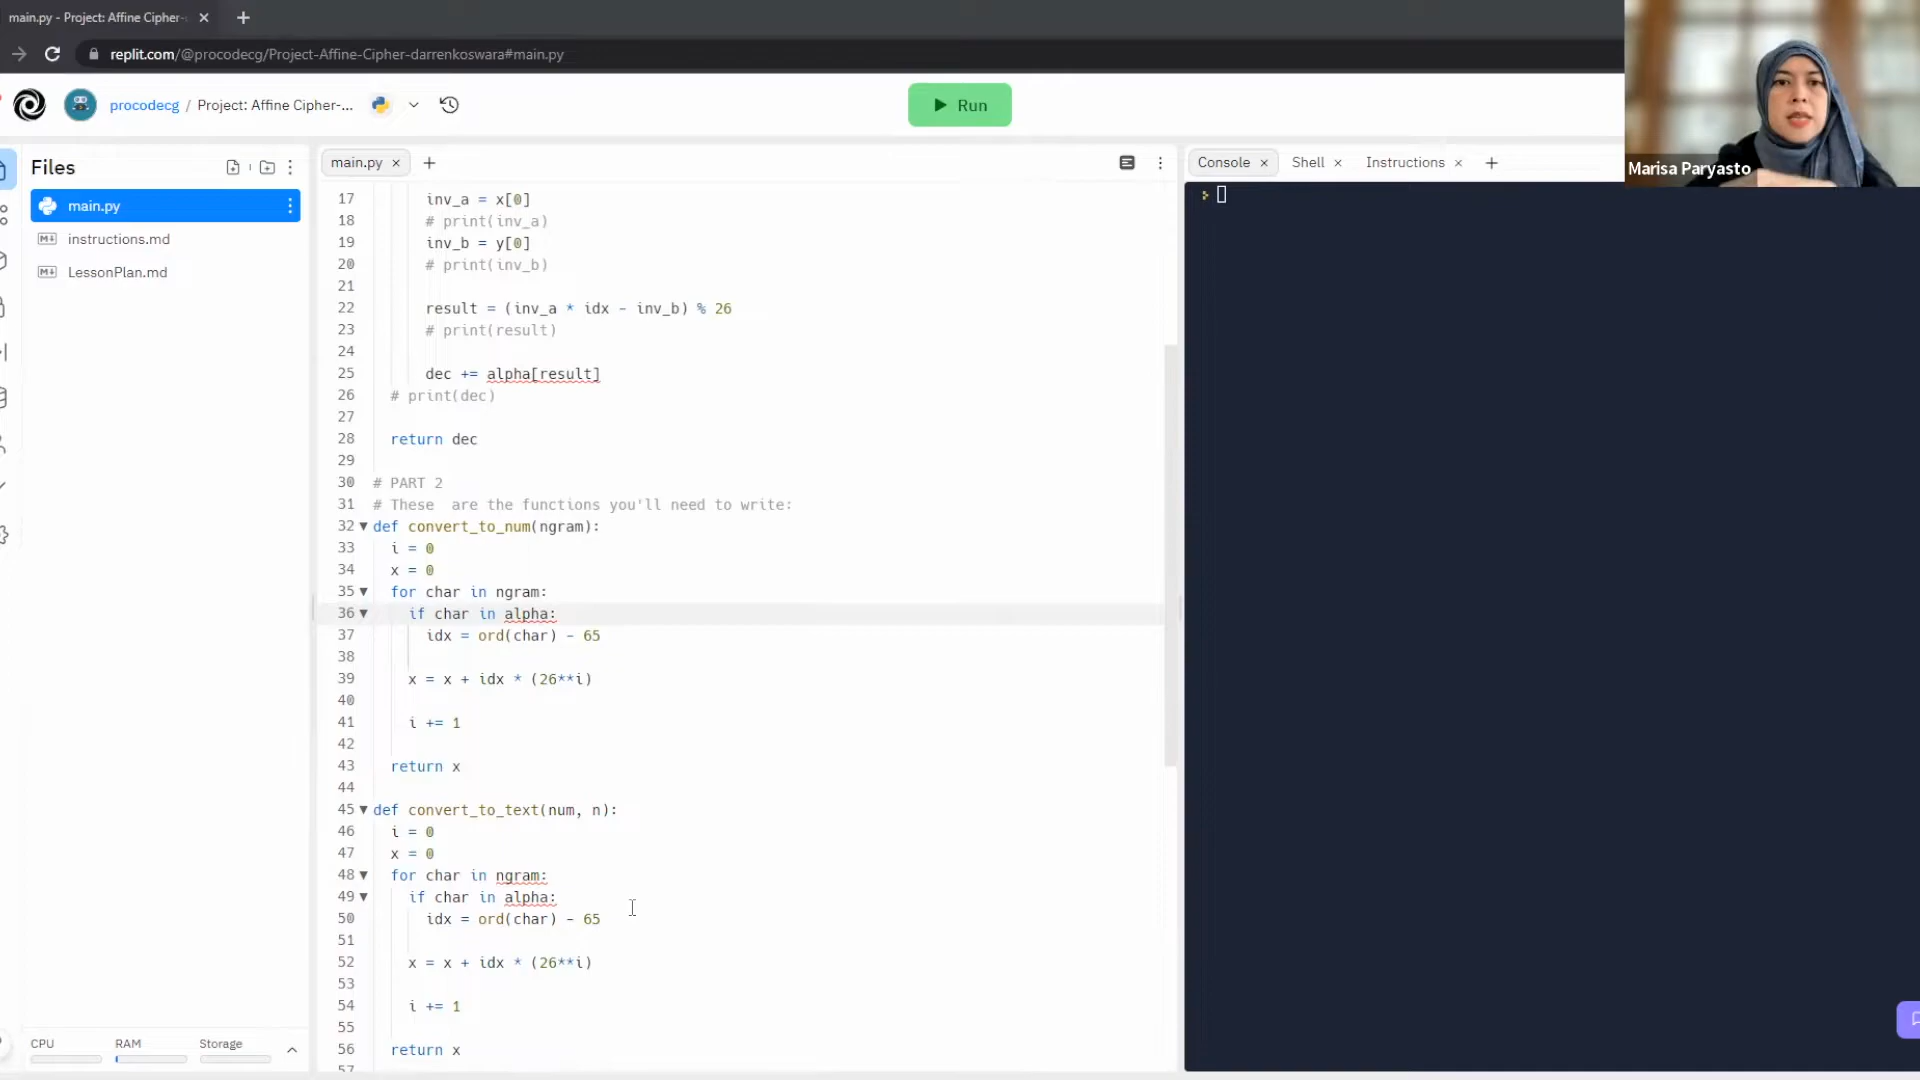 main.py - Project: Affine Cipher-
replit.com/@procodecg/Project-Affine-Cipher-darrenkoswara#main.py
procodecg / Project: Affine Cipher-...
Run
Marisa Paryasto
Files
main.py
instructions.md
LessonPlan.md
CPU
RAM
Storage
main.py
17 inv_a = x[0]
18 # print(inv_a)
19 inv_b = y[0]
20 # print(inv_b)
21
22 result = (inv_a * idx - inv_b) % 26
23 # print(result)
24
25 dec += alpha[result]
26 # print(dec)
27
28 return dec
29
30 # PART 2
31 # These  are the functions you'll need to write:
32 def convert_to_num(ngram):
33 i = 0
34 x = 0
35 for char in ngram:
36 if char in alpha:
37 idx = ord(char) - 65
38
39 x = x + idx * (26**i)
40
41 i += 1
42
43 return x
44
45 def convert_to_text(num, n):
46 i = 0
47 x = 0
48 for char in ngram:
49 if char in alpha:
50 idx = ord(char) - 65
51
52 x = x + idx * (26**i)
53
54 i += 1
55
56 return x
57
Console
Shell
Instructions